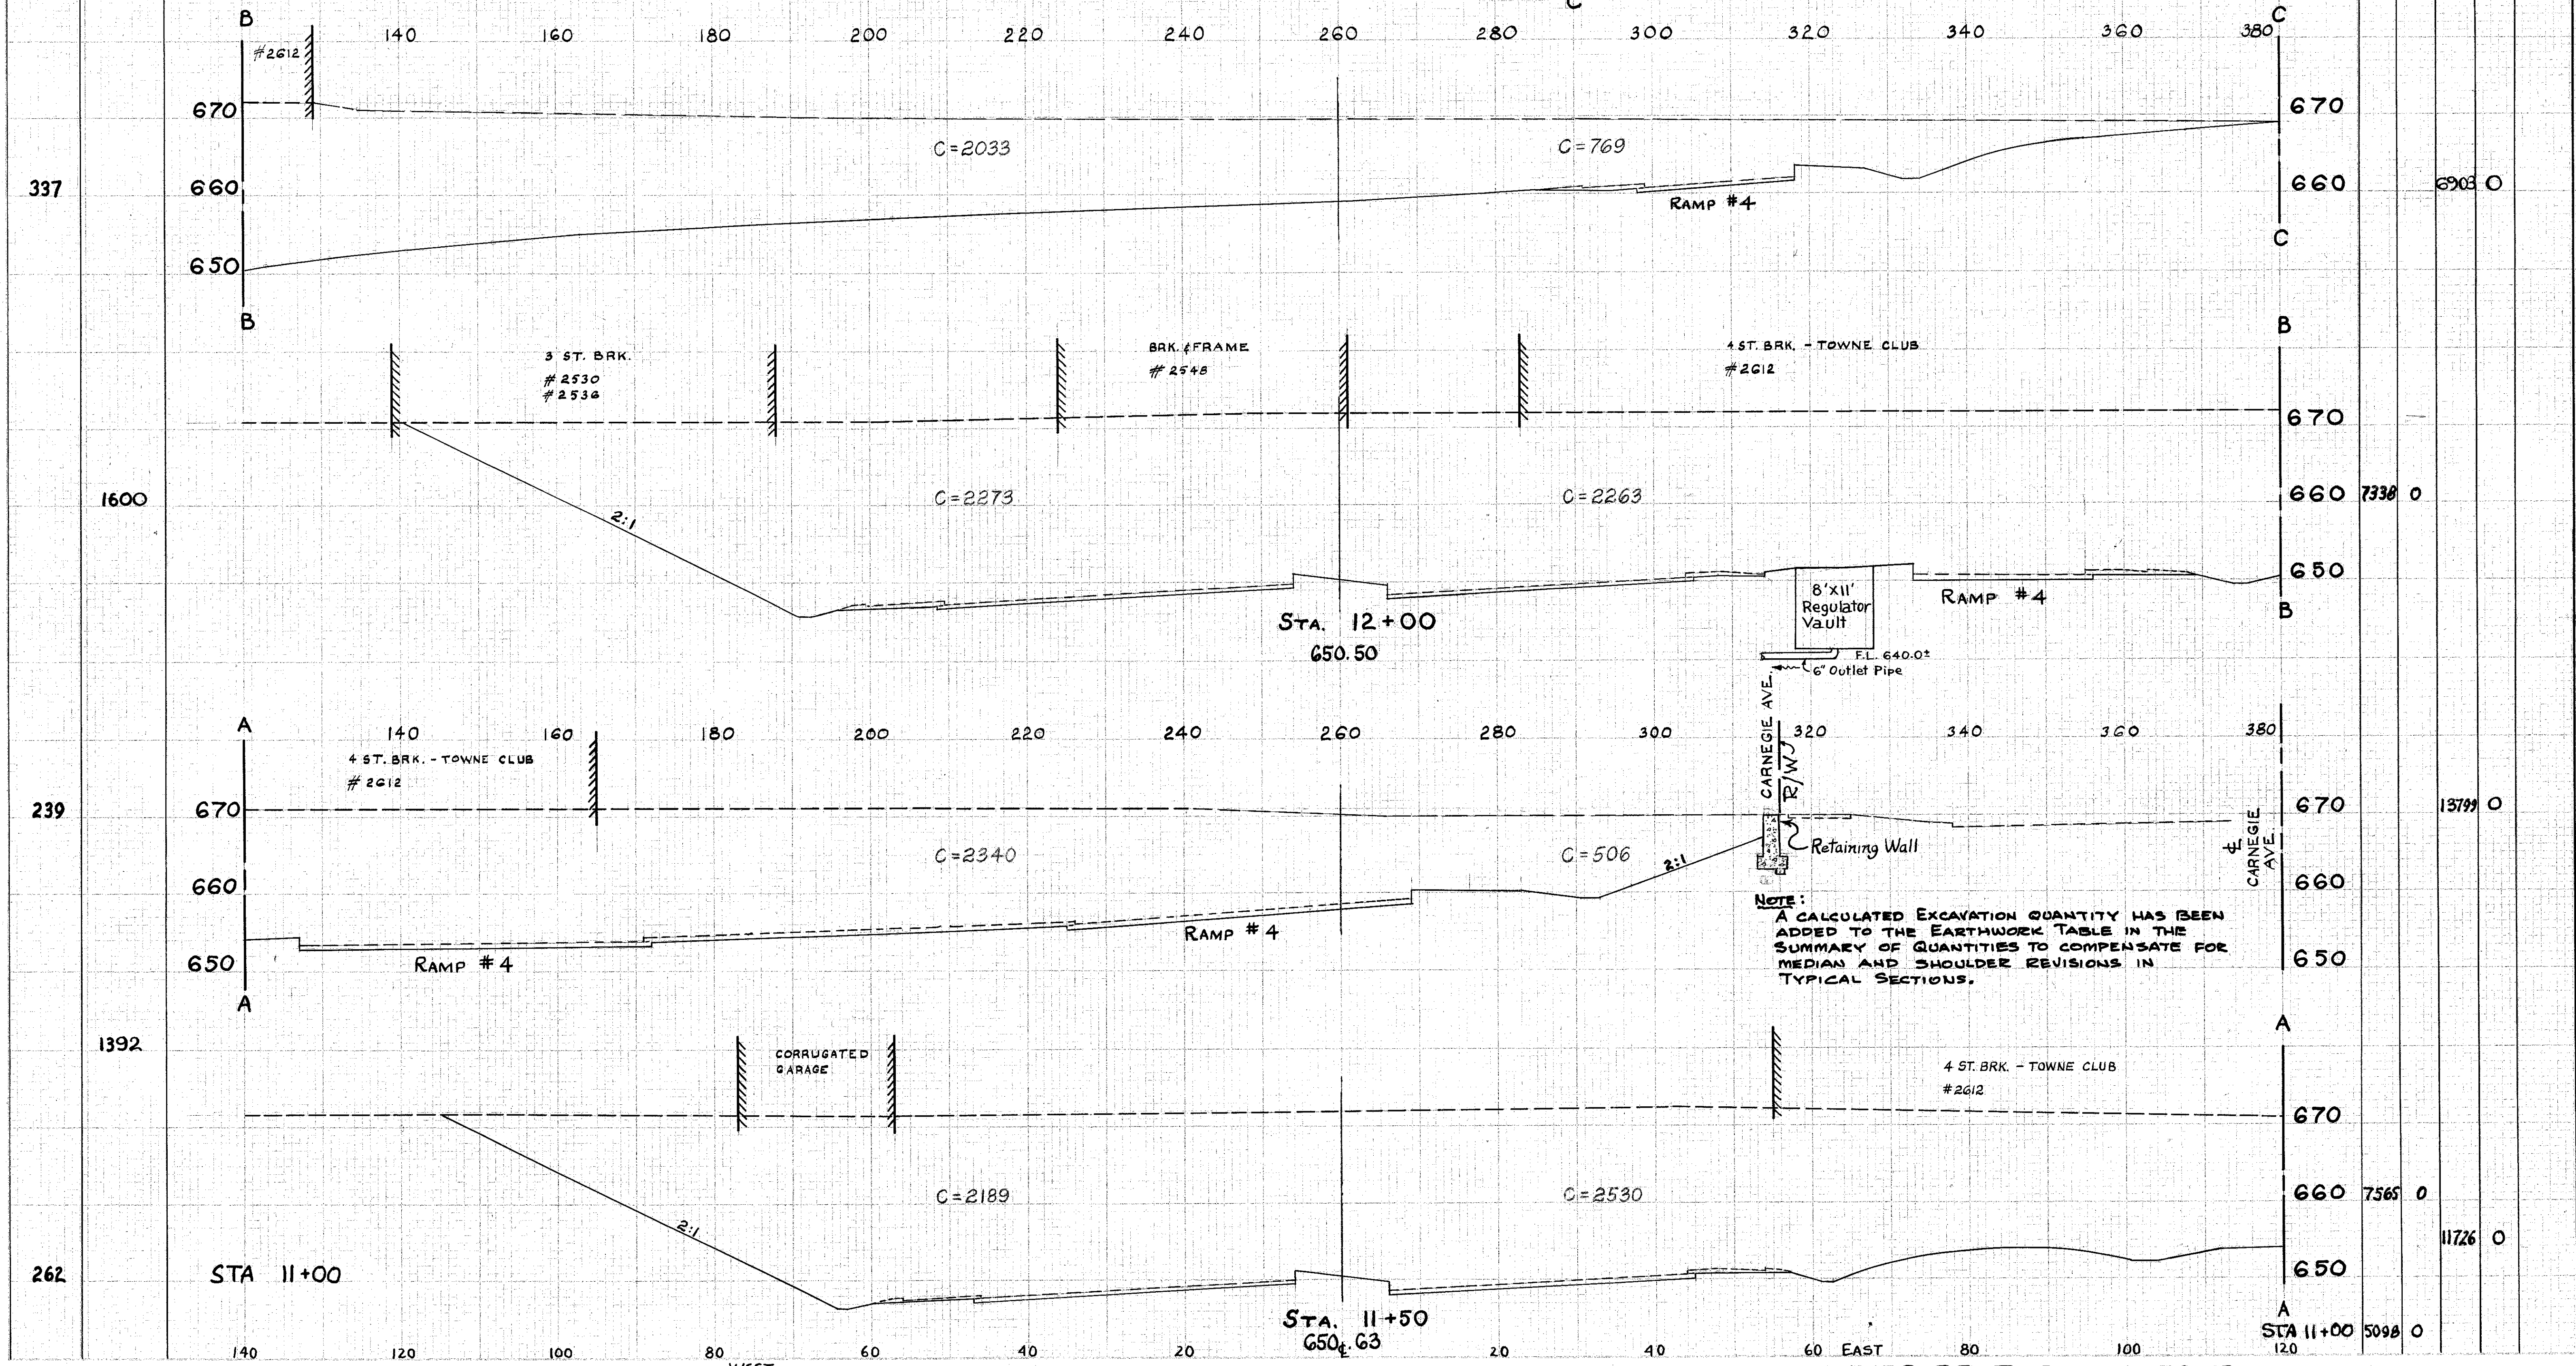 C
B 140 160 180 200 220 240 260 280 300 320 340 360 380 C
#2612
670 670
C=2033 C=769
337 660 660 6903 0
RAMP #4
650 C
B
B
3 ST. BRK. BRK. & FRAME 4 ST. BRK. - TOWNE CLUB
#2530 #2548 #2612
#2536
670
1600 C=2273 C=2263 660 7338 0
2:1
650
8'X11'
Regulator
Vault
RAMP #4
B
STA. 12+00
650.50
F.L. 640.0±
6" Outlet Pipe
CARNEGIE AVE.
R/W
A 140 160 180 200 220 240 260 280 300 320 340 360 380
4 ST. BRK. - TOWNE CLUB
#2612
239 670 670 13799 0
C=2340 C=506
2:1
Retaining Wall
℄
CARNEGIE
AVE.
660 660
RAMP #4
650 RAMP #4 650
A
NOTE:
A CALCULATED EXCAVATION QUANTITY HAS BEEN
ADDED TO THE EARTHWORK TABLE IN THE
SUMMARY OF QUANTITIES TO COMPENSATE FOR
MEDIAN AND SHOULDER REVISIONS IN
TYPICAL SECTIONS.
A
1392
CORRUGATED
GARAGE
4 ST. BRK. - TOWNE CLUB
#2612
670
C=2189 C=2530 660 7565 0
2:1
11726 0
262 STA 11+00 650
A
STA. 11+50
650.63
℄
STA 11+00 5098 0
140 120 100 80 60 40 20 20 40 60 EAST 80 100 120
WEST